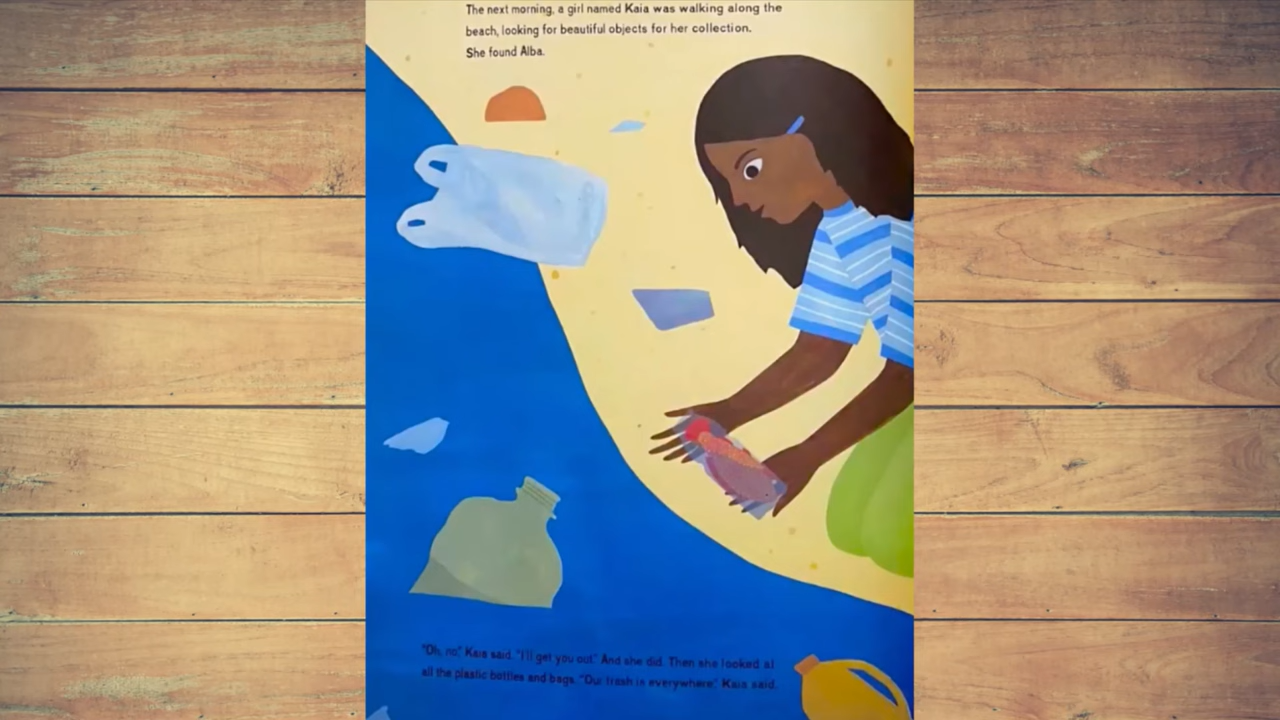 The next morning, a girl named Kaia was walking along the
beach, looking for beautiful objects for her collection.
She found Alba.
"Oh, no," Kaia said. "I'll get you out." And she did. Then she looked at
all the plastic bottles and bags. "Our trash is everywhere," Kaia said.